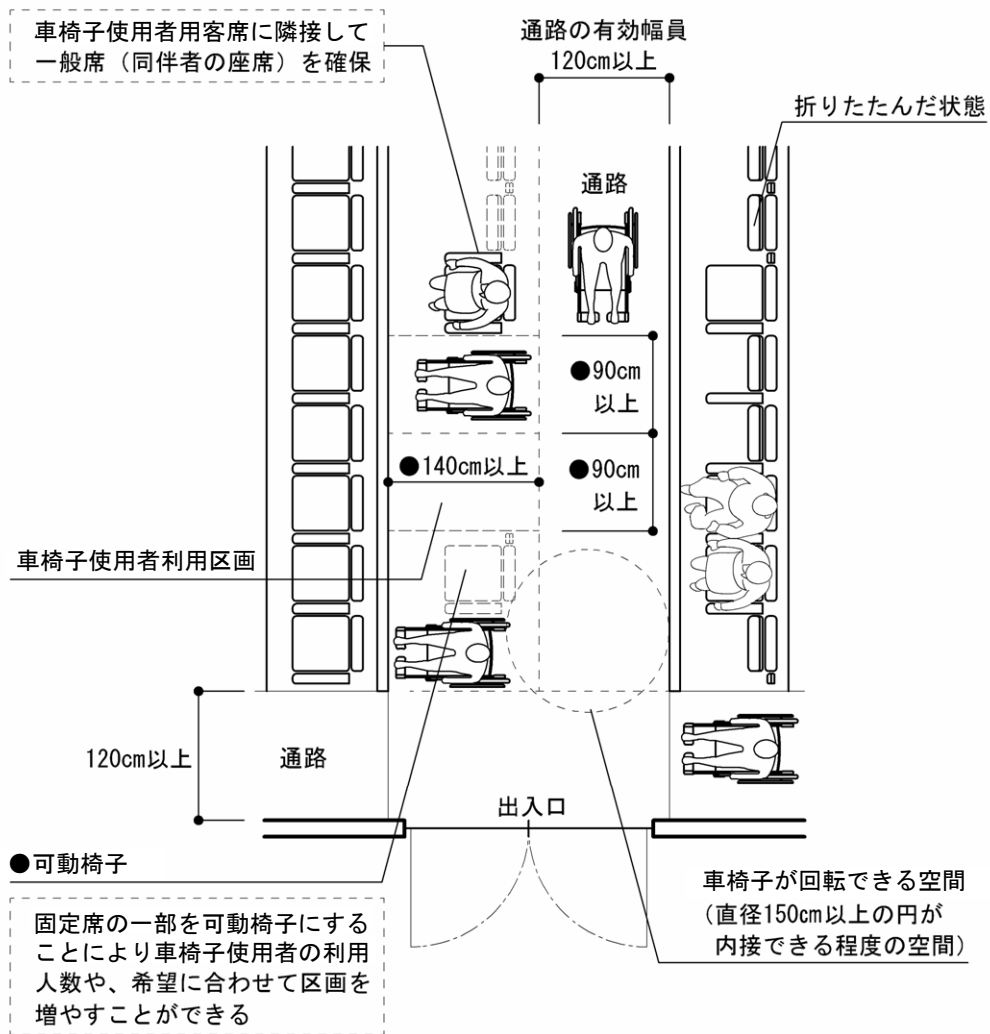 車椅子使用者用客席に隣接して
一般席（同伴者の座席）を確保
通路の有効幅員
120cm以上
折りたたんだ状態
通路
●90cm
以上
●140cm以上
●90cm
以上
車椅子使用者利用区画
120cm以上
通路
出入口
●可動椅子
固定席の一部を可動椅子にする
ことにより車椅子使用者の利用
人数や、希望に合わせて区画を
増やすことができる
車椅子が回転できる空間
（直径150cm以上の円が
内接できる程度の空間）